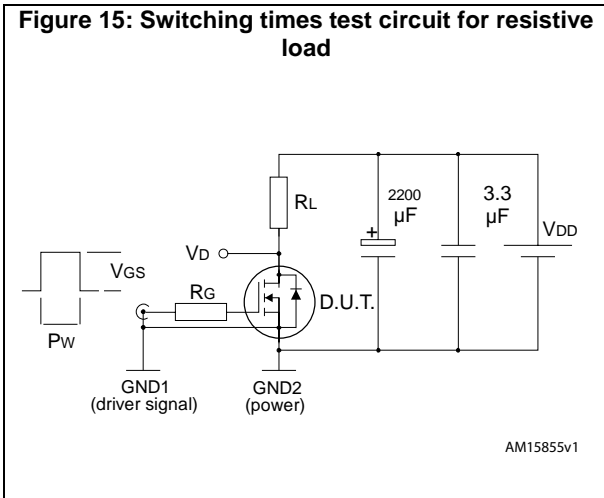 Figure 15: Switching times test circuit for resistive
load
RL
2200
µF
+
3.3
µF
VDD
VD
VGS
RG
D.U.T.
PW
GND1
(driver signal)
GND2
(power)
AM15855v1